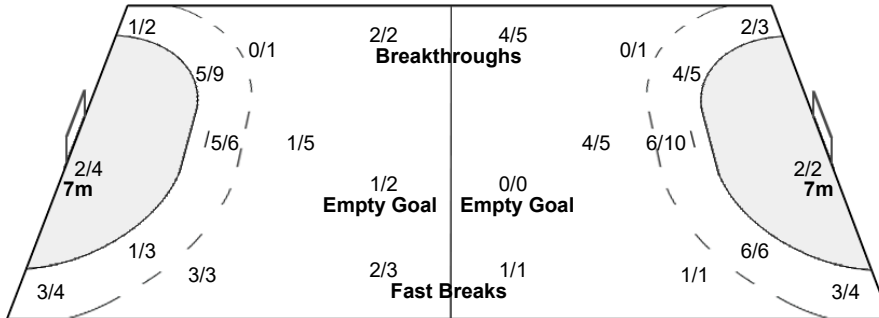 1/2 2/2 4/5 2/3
0/1 Breakthroughs 0/1
5/9 4/5
5/6 1/5 4/5 6/10
2/4 2/2
7m 1/2 0/0 7m
Empty Goal Empty Goal
1/3 6/6
3/3 2/3 1/1 1/1
3/4 Fast Breaks 3/4